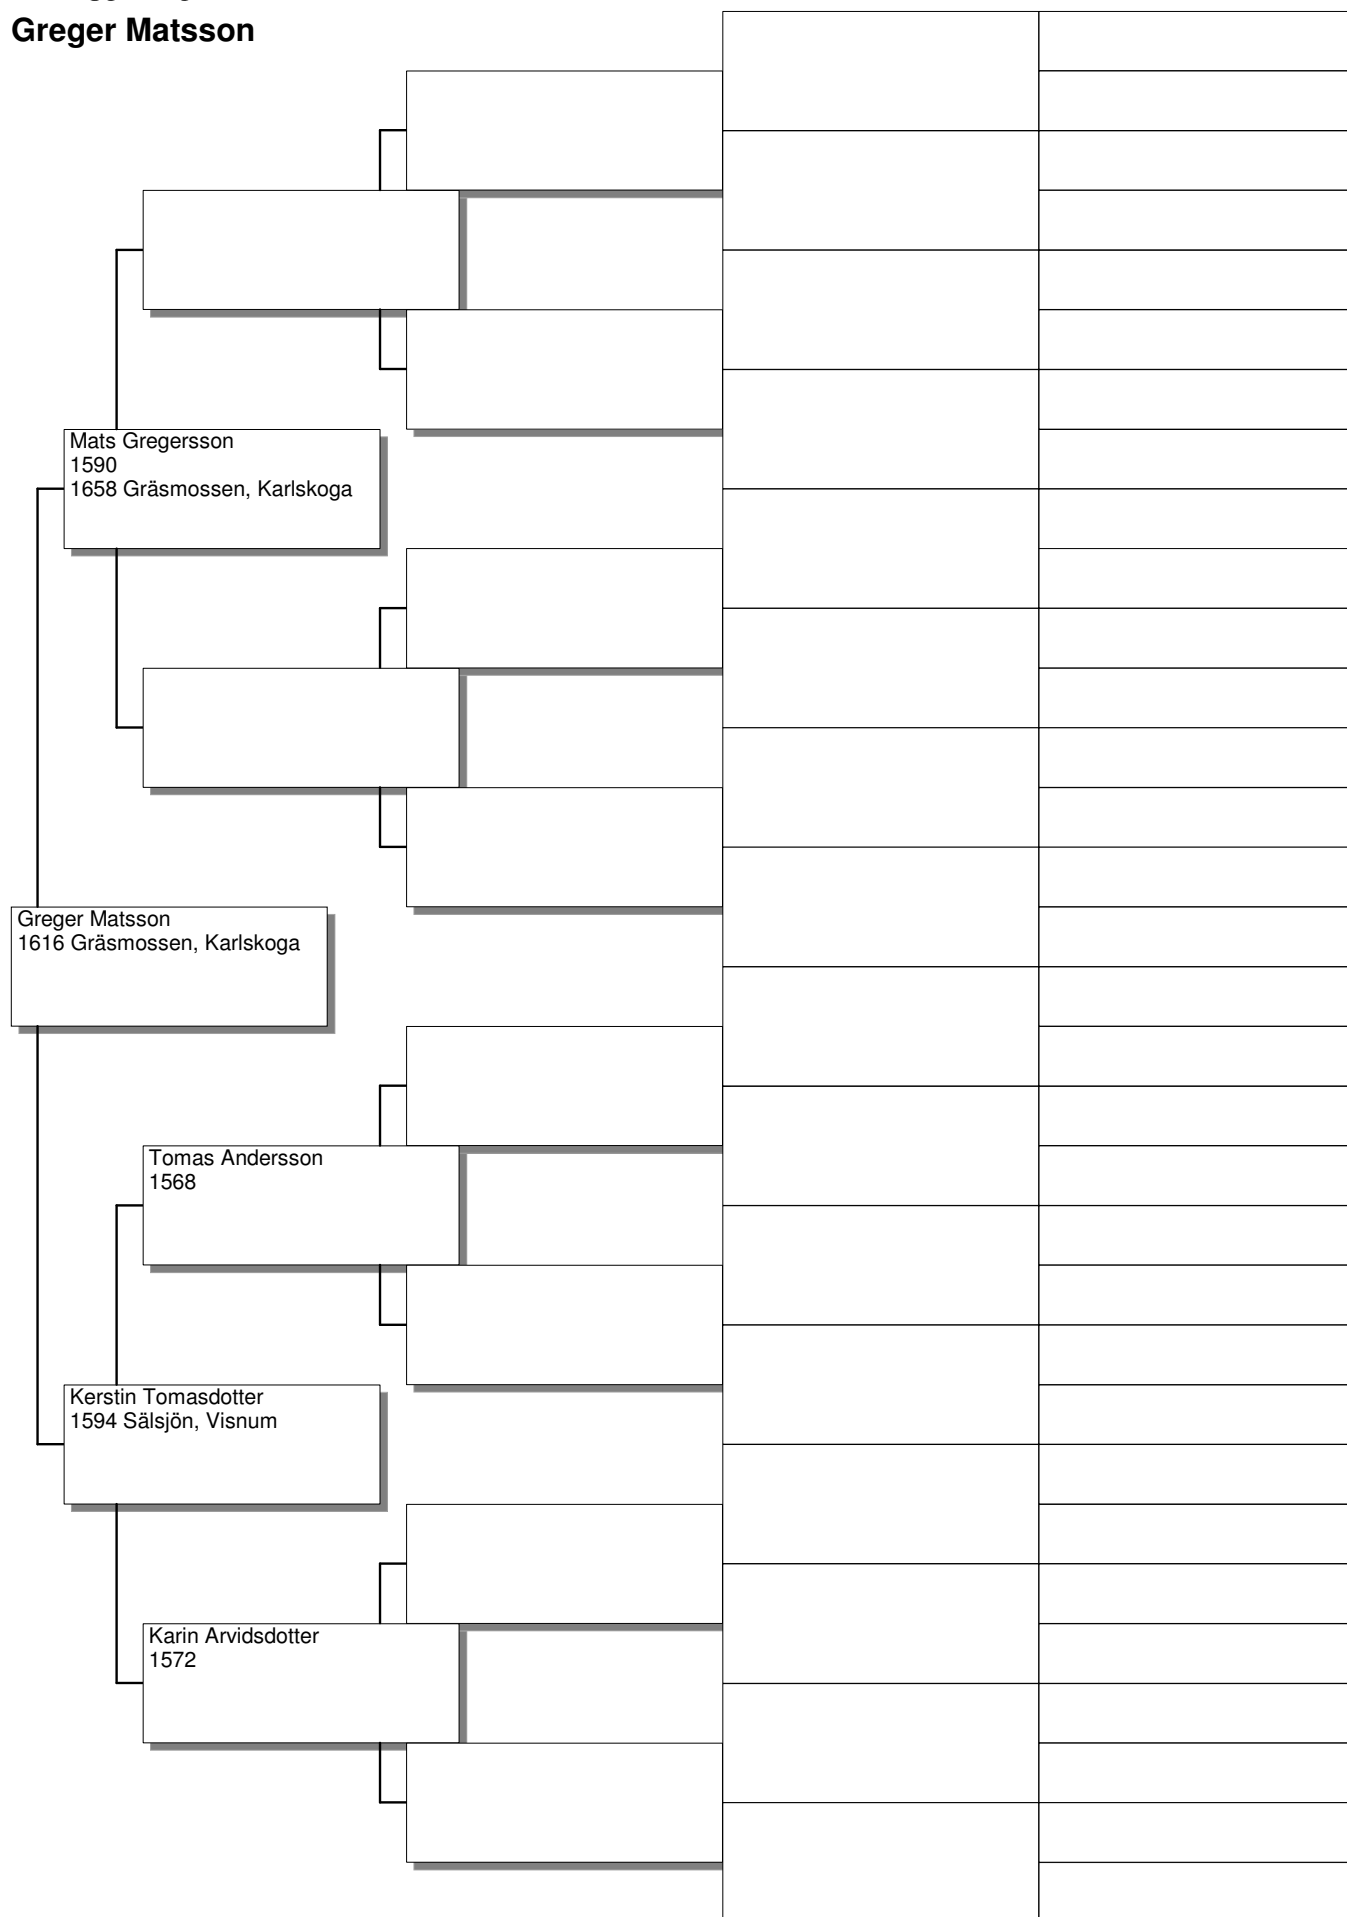 Greger Matsson
Mats Gregersson
1590
1658 Gräsmossen, Karlskoga
Greger Matsson
1616 Gräsmossen, Karlskoga
Tomas Andersson
1568
Kerstin Tomasdotter
1594 Sälsjön, Visnum
Karin Arvidsdotter
1572